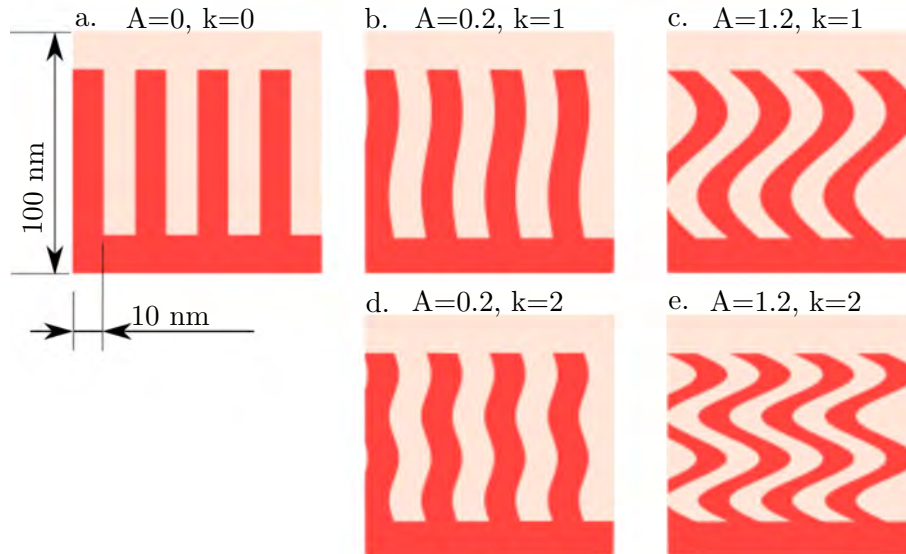 a. A=0, k=0
b. A=0.2, k=1
c. A=1.2, k=1
100 nm
10 nm
d. A=0.2, k=2
e. A=1.2, k=2